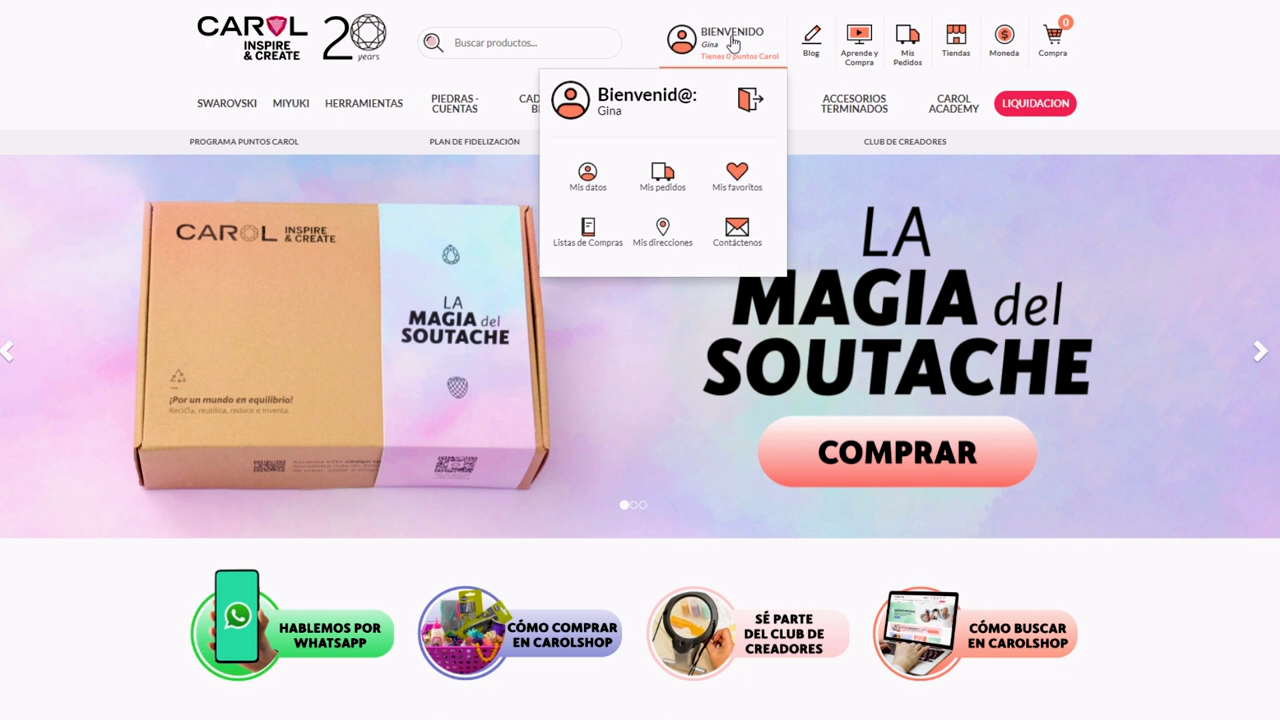 CAROL
INSPIRE
& CREATE
20
years
Buscar productos...
BIENVENIDO
Gina
Tienes 0 puntos Carol
Blog
Aprende y
Compra
Mis
Pedidos
Tiendas
Moneda
0
Compra
Bienvenid@:
Gina
Mis datos
Mis pedidos
Mis favoritos
Listas de Compras
Mis direcciones
Contáctenos
SWAROVSKI
MIYUKI
HERRAMIENTAS
PIEDRAS -
CUENTAS
ACCESORIOS
TERMINADOS
CAROL
ACADEMY
LIQUIDACION
PROGRAMA PUNTOS CAROL
PLAN DE FIDELIZACIÓN
CLUB DE CREADORES
CAROL INSPIRE
& CREATE
LA
MAGIA del
SOUTACHE
¡Por un mundo en equilibrio!
Recicla, reutiliza, reduce e inventa.
LA
MAGIA del
SOUTACHE
COMPRAR
HABLEMOS POR
WHATSAPP
CÓMO COMPRAR
EN CAROLSHOP
SÉ PARTE
DEL CLUB DE
CREADORES
CÓMO BUSCAR
EN CAROLSHOP